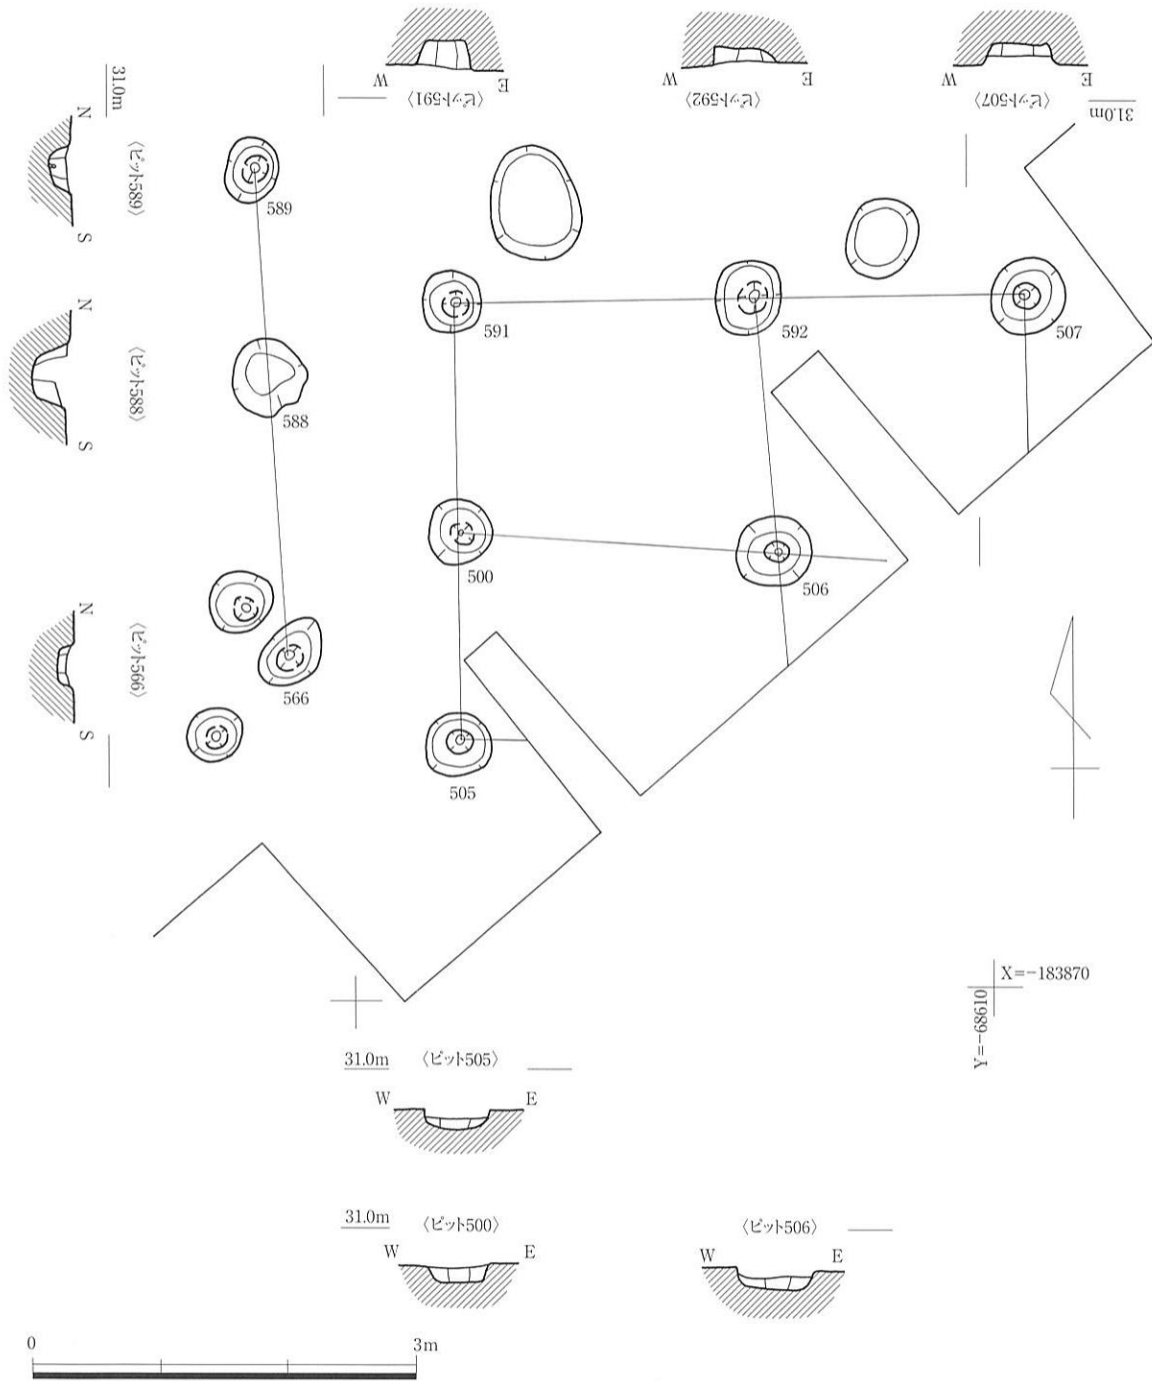 W E
〈ピット591〉
W E
〈ピット592〉
W E
〈ピット507〉
31.0m
31.0m
N
〈ピット589〉
S
589
591
592
507
N
〈ピット588〉
S
588
500
506
N
〈ピット566〉
S
566
505
X=-183870
Y=-68610
31.0m 〈ピット505〉
W E
31.0m 〈ピット500〉
W E
〈ピット506〉
W E
0 3m